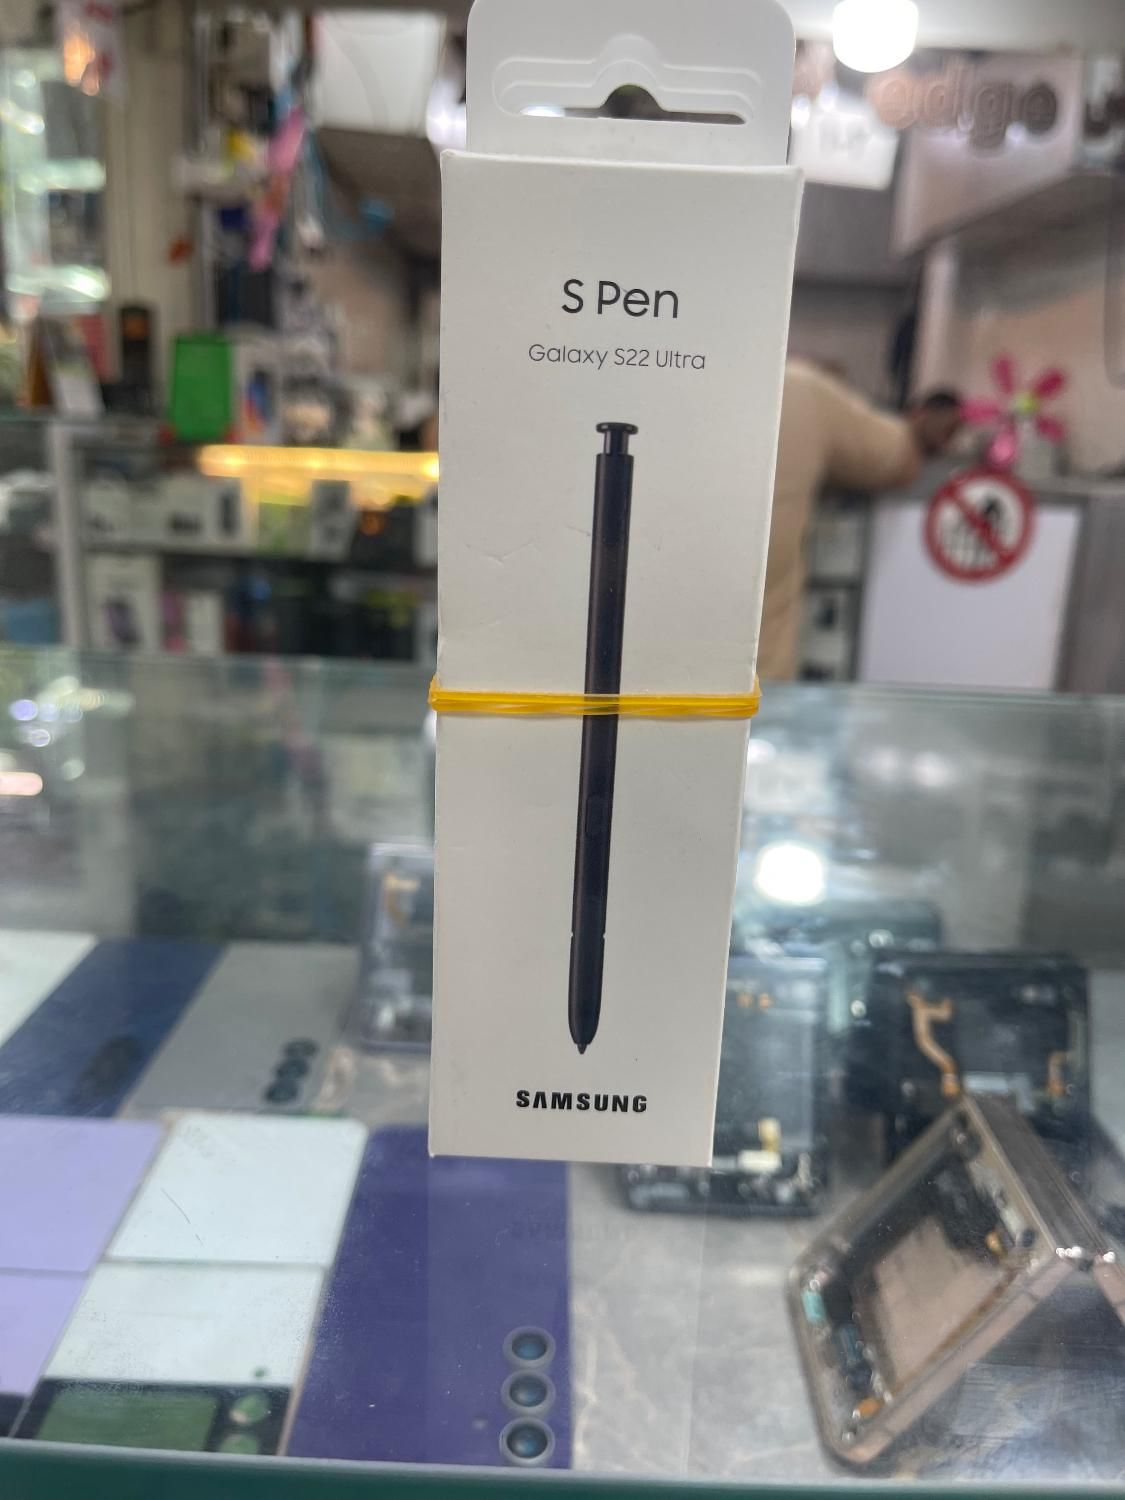 S Pen
Galaxy S22 Ultra
SAMSUNG